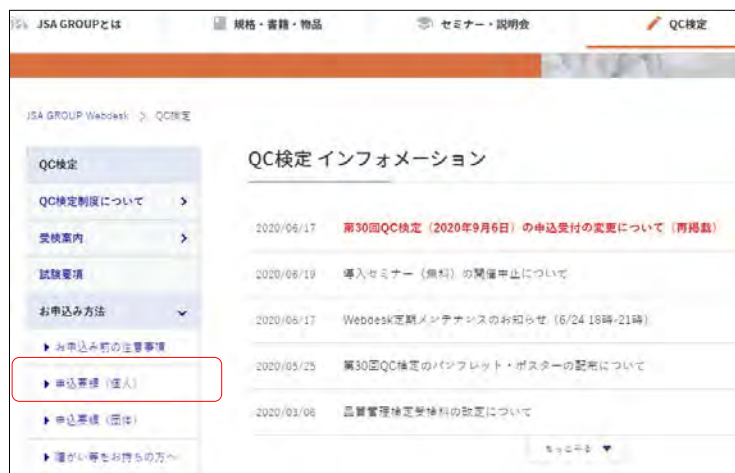 JSA GROUPとは
規格・書籍・物品
セミナー・説明会
QC検定
JSA GROUP Webdesk > QC検定
QC検定
QC検定制度について
受検案内
試験要項
お申込み方法
お申込み前の注意事項
申込要領（個人）
申込要領（団体）
障がい等をお持ちの方へ
QC検定 インフォメーション
2020/06/17 第30回QC検定（2020年9月6日）の申込受付の変更について（再掲載）
2020/06/19 導入セミナー（無料）の開催中止について
2020/06/17 Webdesk定期メンテナンスのお知らせ（6/24 18時-21時）
2020/05/25 第30回QC検定のパンフレット・ポスターの配布について
2020/03/06 品質管理検定受検料の改定について
もっとみる